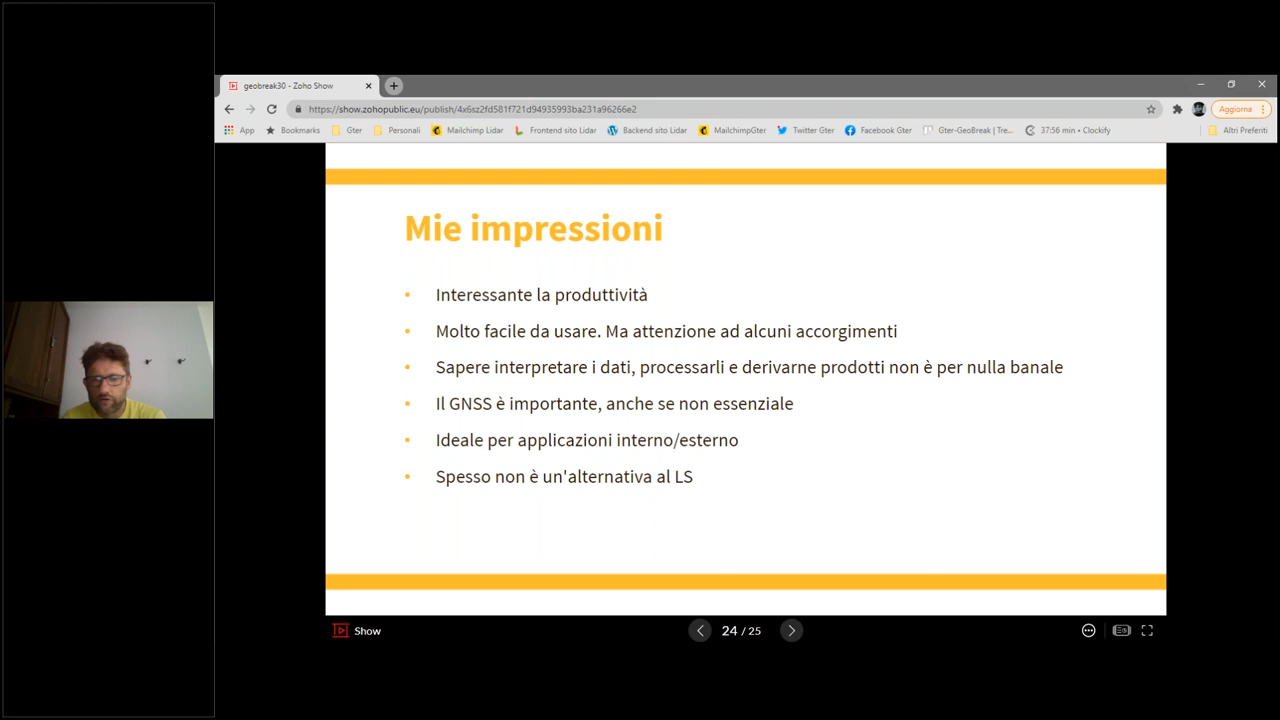 geobreak30 - Zoho Show
https://show.zohopublic.eu/publish/4x6sz2fd581f721d94935993ba231a96266e2
Aggiorna
App
Bookmarks
Gter
Personali
Mailchimp Lidar
Frontend sito Lidar
Backend sito Lidar
MailchimpGter
Twitter Gter
Facebook Gter
Gter-GeoBreak | Tre...
37:56 min • Clockify
Altri Preferiti
Mie impressioni
• Interessante la produttività
• Molto facile da usare. Ma attenzione ad alcuni accorgimenti
• Sapere interpretare i dati, processarli e derivarne prodotti non è per nulla banale
• Il GNSS è importante, anche se non essenziale
• Ideale per applicazioni interno/esterno
• Spesso non è un'alternativa al LS
Show
24 / 25